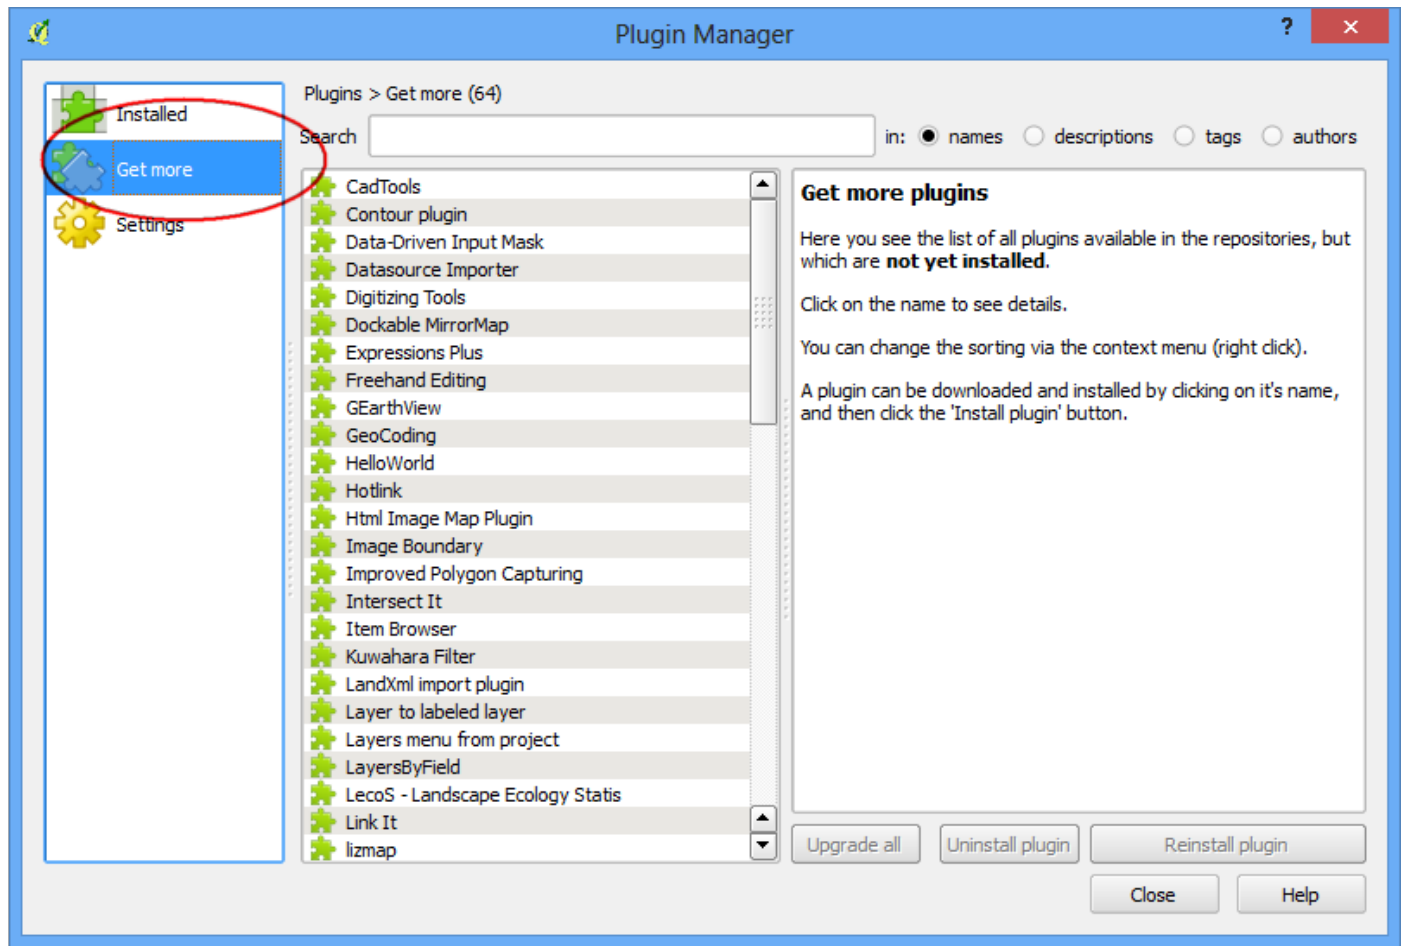 Plugin Manager
?
Installed
Get more
Settings
Plugins > Get more (64)
Search
in: names descriptions tags authors
CadTools
Contour plugin
Data-Driven Input Mask
Datasource Importer
Digitizing Tools
Dockable MirrorMap
Expressions Plus
Freehand Editing
GEarthView
GeoCoding
HelloWorld
Hotlink
Html Image Map Plugin
Image Boundary
Improved Polygon Capturing
Intersect It
Item Browser
Kuwahara Filter
LandXml import plugin
Layer to labeled layer
Layers menu from project
LayersByField
LecoS - Landscape Ecology Statis
Link It
lizmap
Get more plugins
Here you see the list of all plugins available in the repositories, but
which are not yet installed.
Click on the name to see details.
You can change the sorting via the context menu (right click).
A plugin can be downloaded and installed by clicking on it's name,
and then click the 'Install plugin' button.
Upgrade all
Uninstall plugin
Reinstall plugin
Close
Help